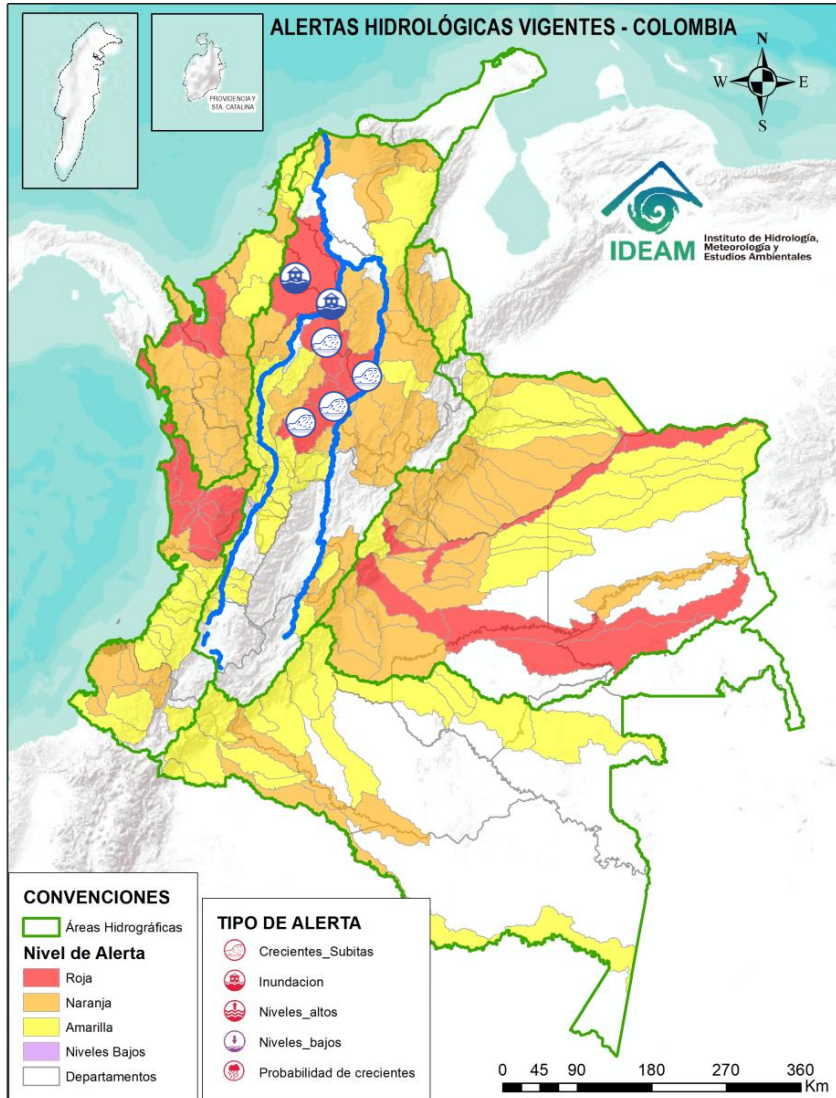 ALERTAS HIDROLÓGICAS VIGENTES - COLOMBIA
PROVIDENCIA Y
STA. CATALINA
N
W
E
S
IDEAM
Instituto de Hidrología,
Meteorología y
Estudios Ambientales
CONVENCIONES
Áreas Hidrográficas
Nivel de Alerta
Roja
Naranja
Amarilla
Niveles Bajos
Departamentos
TIPO DE ALERTA
Crecientes_Subitas
Inundacion
Niveles_altos
Niveles_bajos
Probabilidad de crecientes
0 45 90 180 270 360
Km